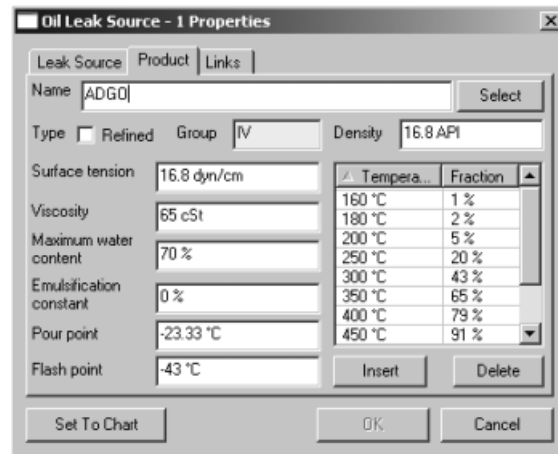 Oil Leak Source - 1 Properties
Leak Source Product Links
Name ADGO Select
Type Refined Group IV Density 16.8 API
Surface tension 16.8 dyn/cm
Viscosity 65 cSt
Maximum water content 70 %
Emulsification constant 0 %
Pour point -23.33 °C
Flash point -43 °C
Tempera... Fraction
160 °C 1 %
180 °C 2 %
200 °C 5 %
250 °C 20 %
300 °C 43 %
350 °C 65 %
400 °C 79 %
450 °C 91 %
Insert Delete
Set To Chart OK Cancel